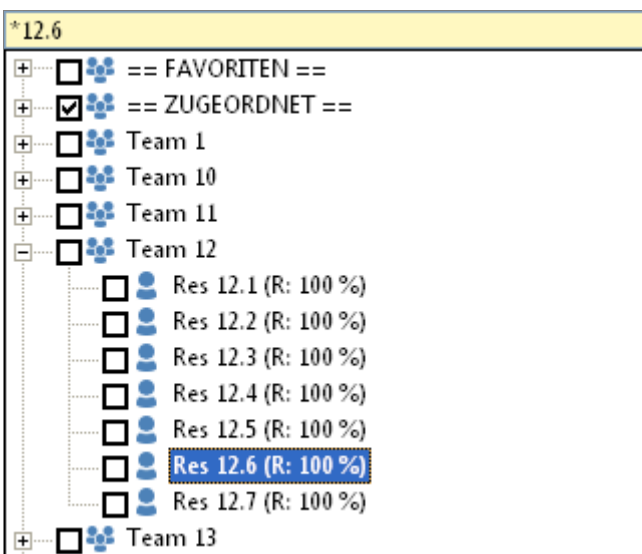 *12.6
== FAVORITEN ==
== ZUGEORDNET ==
Team 1
Team 10
Team 11
Team 12
Res 12.1 (R: 100 %)
Res 12.2 (R: 100 %)
Res 12.3 (R: 100 %)
Res 12.4 (R: 100 %)
Res 12.5 (R: 100 %)
Res 12.6 (R: 100 %)
Res 12.7 (R: 100 %)
Team 13